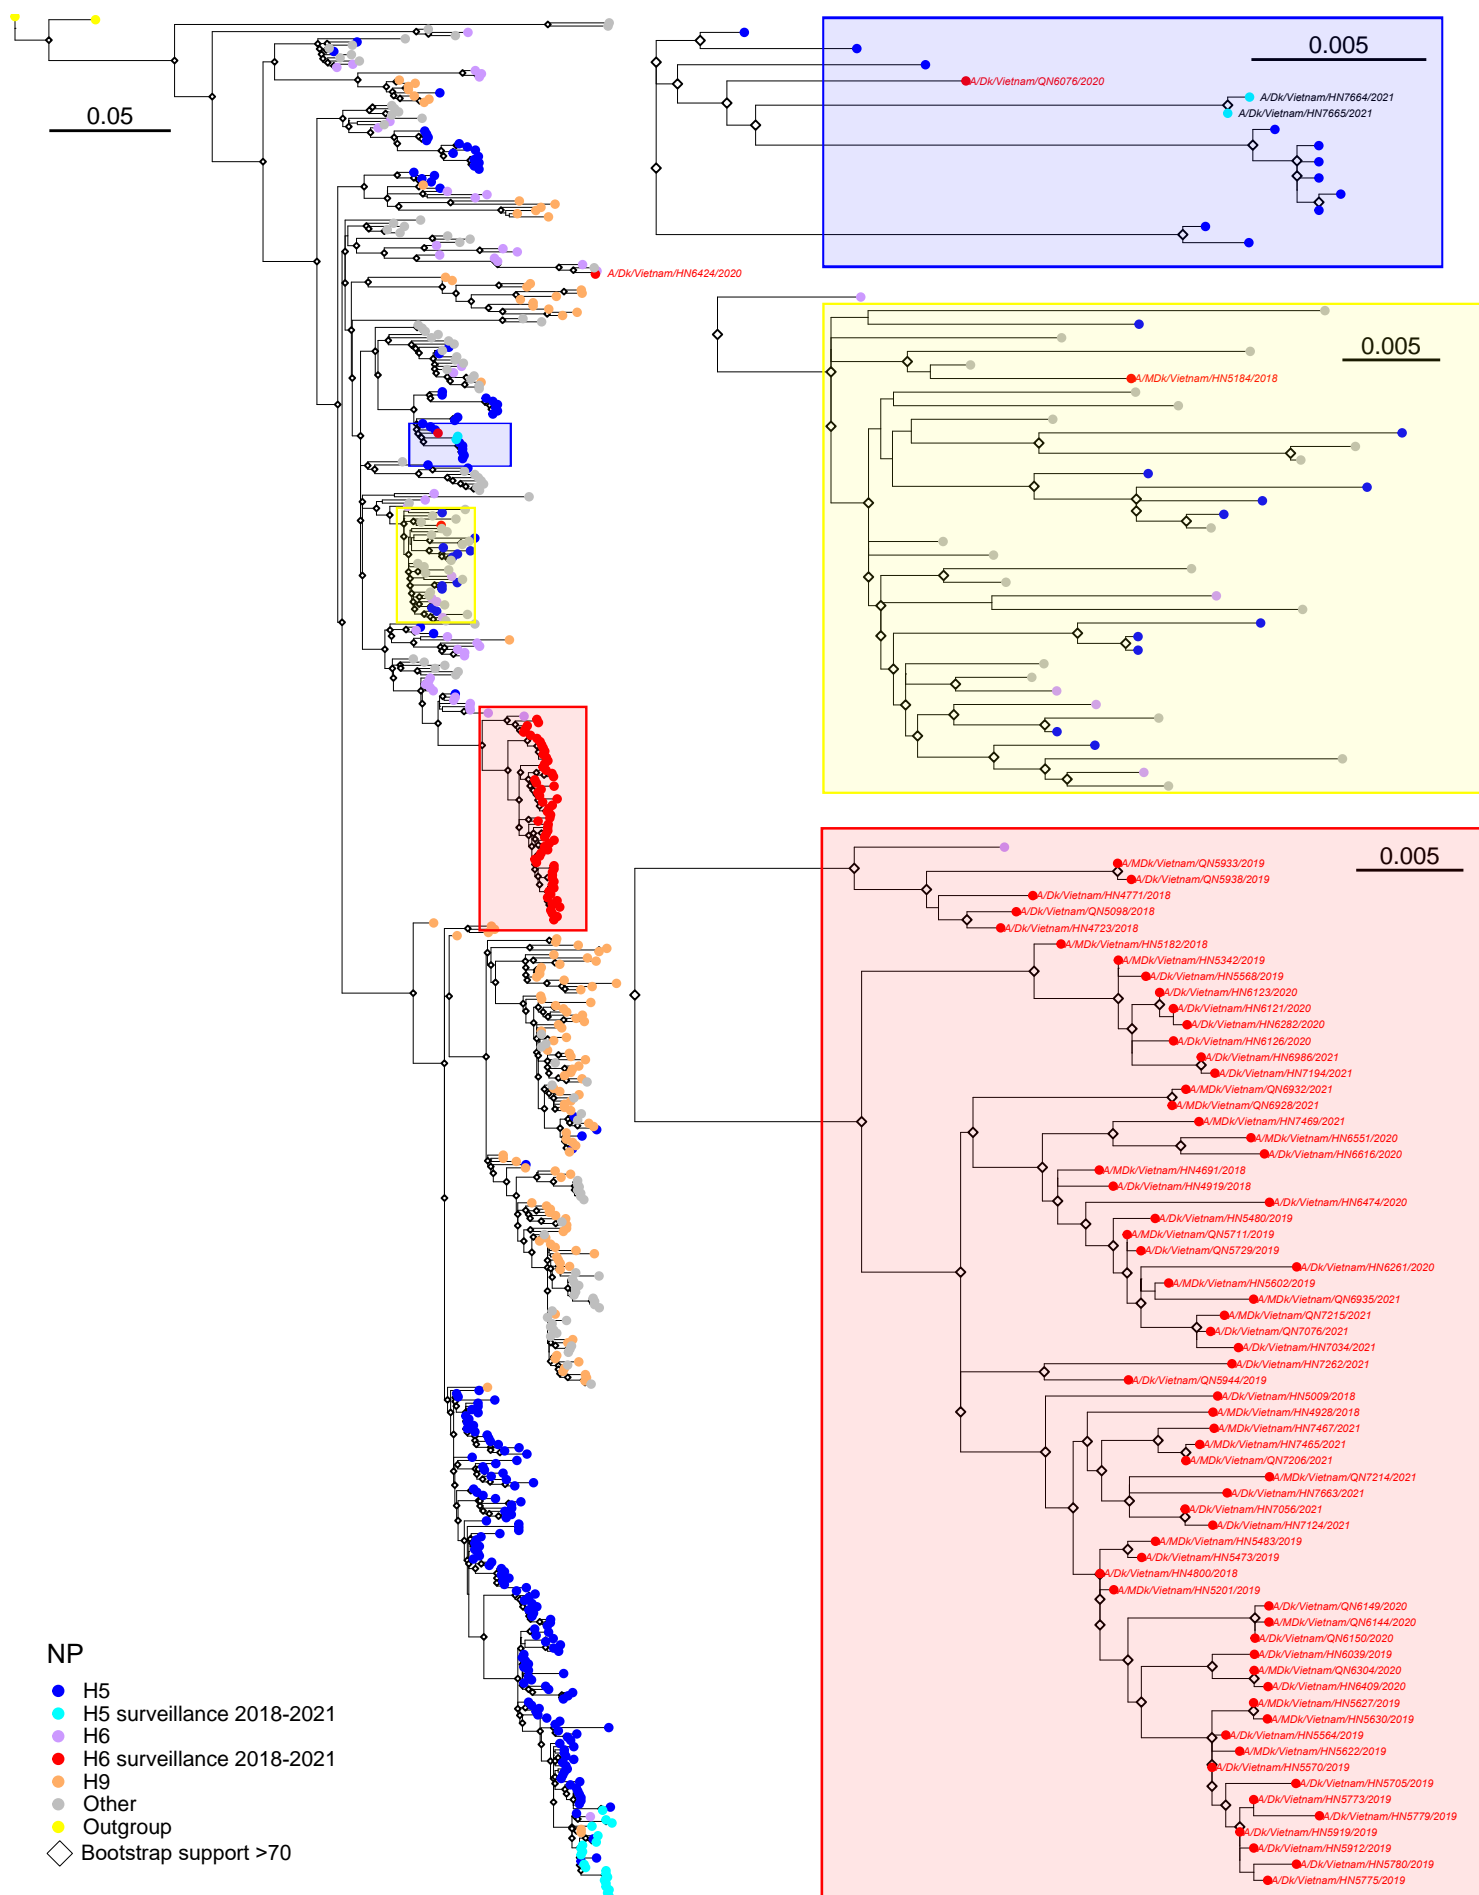 0.05
0.005
A/Dk/Vietnam/QN6076/2020
A/Dk/Vietnam/HN7664/2021
A/Dk/Vietnam/HN7665/2021
A/Dk/Vietnam/HN6424/2020
0.005
A/MDk/Vietnam/HN5184/2018
0.005
A/MDk/Vietnam/QN5933/2019
A/Dk/Vietnam/QN5938/2019
A/Dk/Vietnam/HN4771/2018
A/Dk/Vietnam/QN5098/2018
A/Dk/Vietnam/HN4723/2018
A/MDk/Vietnam/HN5182/2018
A/MDk/Vietnam/HN5342/2019
A/Dk/Vietnam/HN5568/2019
A/Dk/Vietnam/HN6123/2020
A/Dk/Vietnam/HN6121/2020
A/Dk/Vietnam/HN6282/2020
A/Dk/Vietnam/HN6126/2020
A/Dk/Vietnam/HN6986/2021
A/Dk/Vietnam/HN7194/2021
A/MDk/Vietnam/QN6932/2021
A/MDk/Vietnam/QN6928/2021
A/MDk/Vietnam/HN7469/2021
A/MDk/Vietnam/HN6551/2020
A/Dk/Vietnam/HN6616/2020
A/MDk/Vietnam/HN4691/2018
A/Dk/Vietnam/HN4919/2018
A/Dk/Vietnam/HN6474/2020
A/Dk/Vietnam/HN5480/2019
A/MDk/Vietnam/QN5711/2019
A/Dk/Vietnam/QN5729/2019
A/Dk/Vietnam/HN6261/2020
A/MDk/Vietnam/HN5602/2019
A/MDk/Vietnam/QN6935/2021
A/MDk/Vietnam/QN7215/2021
A/Dk/Vietnam/QN7076/2021
A/Dk/Vietnam/HN7034/2021
A/Dk/Vietnam/HN7262/2021
A/Dk/Vietnam/QN5944/2019
A/Dk/Vietnam/HN5009/2018
A/MDk/Vietnam/HN4928/2018
A/MDk/Vietnam/HN7467/2021
A/MDk/Vietnam/HN7465/2021
A/MDk/Vietnam/QN7206/2021
A/MDk/Vietnam/QN7214/2021
A/Dk/Vietnam/HN7663/2021
A/Dk/Vietnam/HN7056/2021
A/Dk/Vietnam/HN7124/2021
A/MDk/Vietnam/HN5483/2019
A/Dk/Vietnam/HN5473/2019
A/Dk/Vietnam/HN4800/2018
A/MDk/Vietnam/HN5201/2019
A/Dk/Vietnam/QN6149/2020
A/MDk/Vietnam/QN6144/2020
A/Dk/Vietnam/QN6150/2020
A/Dk/Vietnam/HN6039/2019
A/MDk/Vietnam/QN6304/2020
A/Dk/Vietnam/HN6409/2020
A/MDk/Vietnam/HN5627/2019
A/MDk/Vietnam/HN5630/2019
A/Dk/Vietnam/HN5564/2019
A/MDk/Vietnam/HN5622/2019
A/Dk/Vietnam/HN5570/2019
A/Dk/Vietnam/HN5705/2019
A/Dk/Vietnam/HN5773/2019
A/Dk/Vietnam/HN5779/2019
A/Dk/Vietnam/HN5919/2019
A/Dk/Vietnam/HN5912/2019
A/Dk/Vietnam/HN5780/2019
A/Dk/Vietnam/HN5775/2019
NP
H5
H5 surveillance 2018-2021
H6
H6 surveillance 2018-2021
H9
Other
Outgroup
Bootstrap support >70